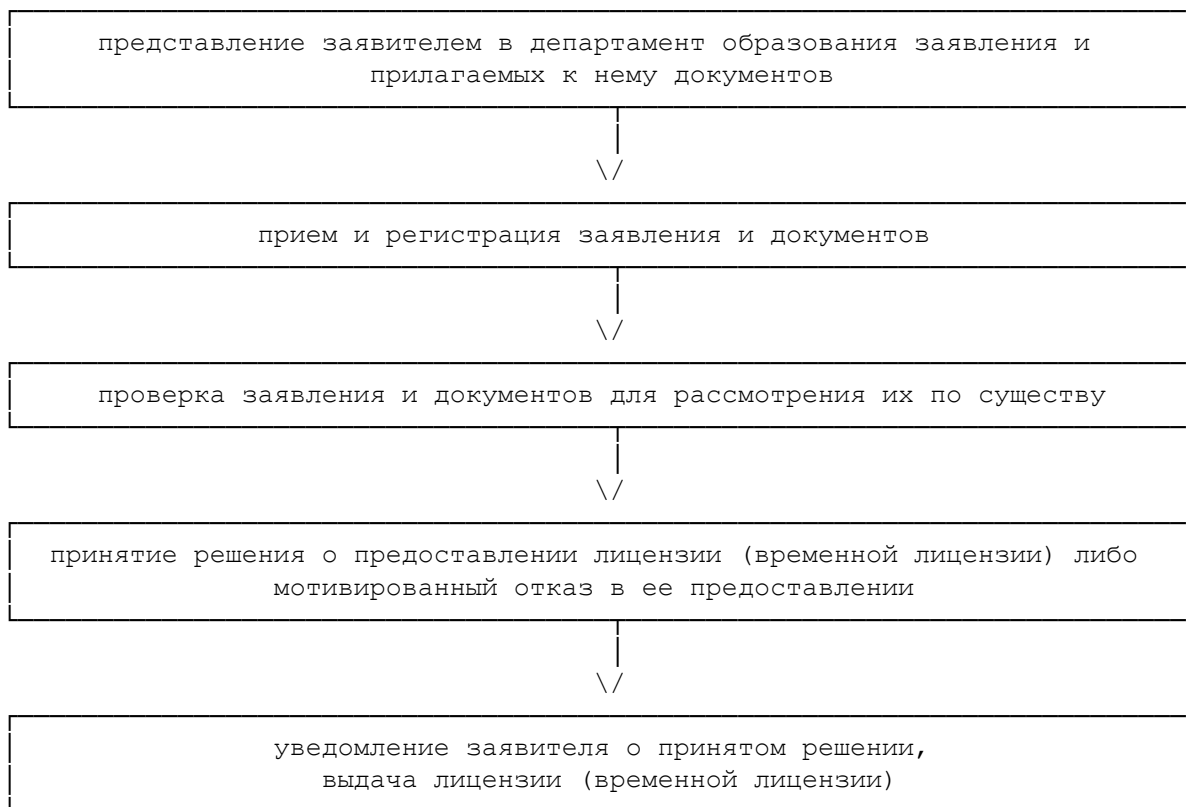 представление заявителем в департамент образования заявления и
прилагаемых к нему документов
прием и регистрация заявления и документов
проверка заявления и документов для рассмотрения их по существу
принятие решения о предоставлении лицензии (временной лицензии) либо
мотивированный отказ в ее предоставлении
уведомление заявителя о принятом решении,
выдача лицензии (временной лицензии)